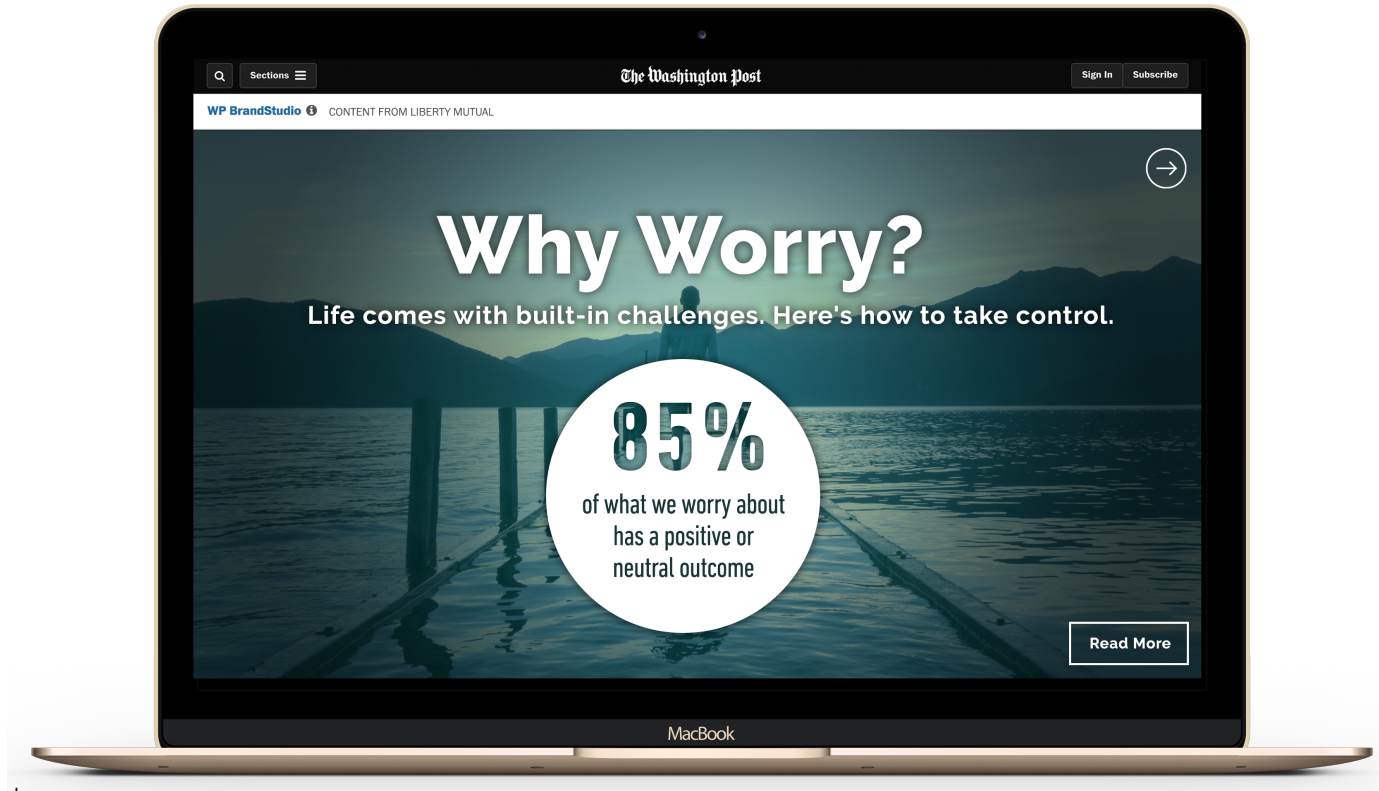 Sections
The Washington Post
Sign In
Subscribe
WP BrandStudio
CONTENT FROM LIBERTY MUTUAL
Why Worry?
Life comes with built-in challenges. Here's how to take control.
85%
of what we worry about
has a positive or
neutral outcome
Read More
MacBook